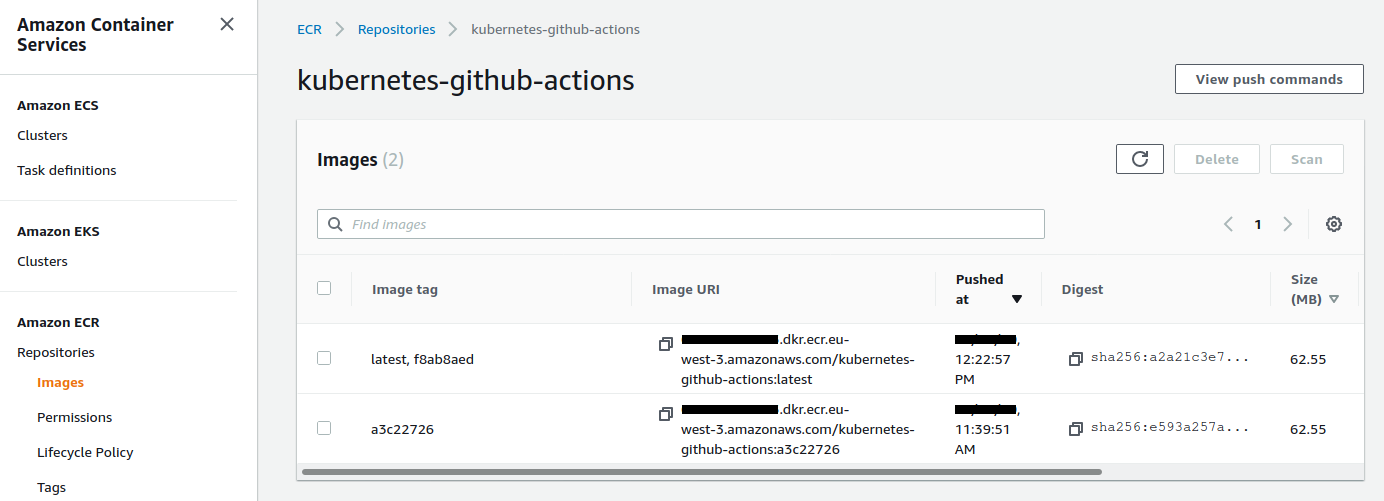 Amazon Container
Services
Amazon ECS
Clusters
Task definitions
Amazon EKS
Clusters
Amazon ECR
Repositories
Images
Permissions
Lifecycle Policy
Tags
ECR > Repositories > kubernetes-github-actions
kubernetes-github-actions
View push commands
Images (2)
Delete
Scan
Find images
1
Image tag
Image URI
Pushed
at
Digest
Size
(MB)
latest, f8ab8aed
.dkr.ecr.eu-
west-3.amazonaws.com/kubernetes-
github-actions:latest
,
12:22:57
PM
sha256:a2a21c3e7...
62.55
a3c22726
.dkr.ecr.eu-
west-3.amazonaws.com/kubernetes-
github-actions:a3c22726
,
11:39:51
AM
sha256:e593a257a...
62.55